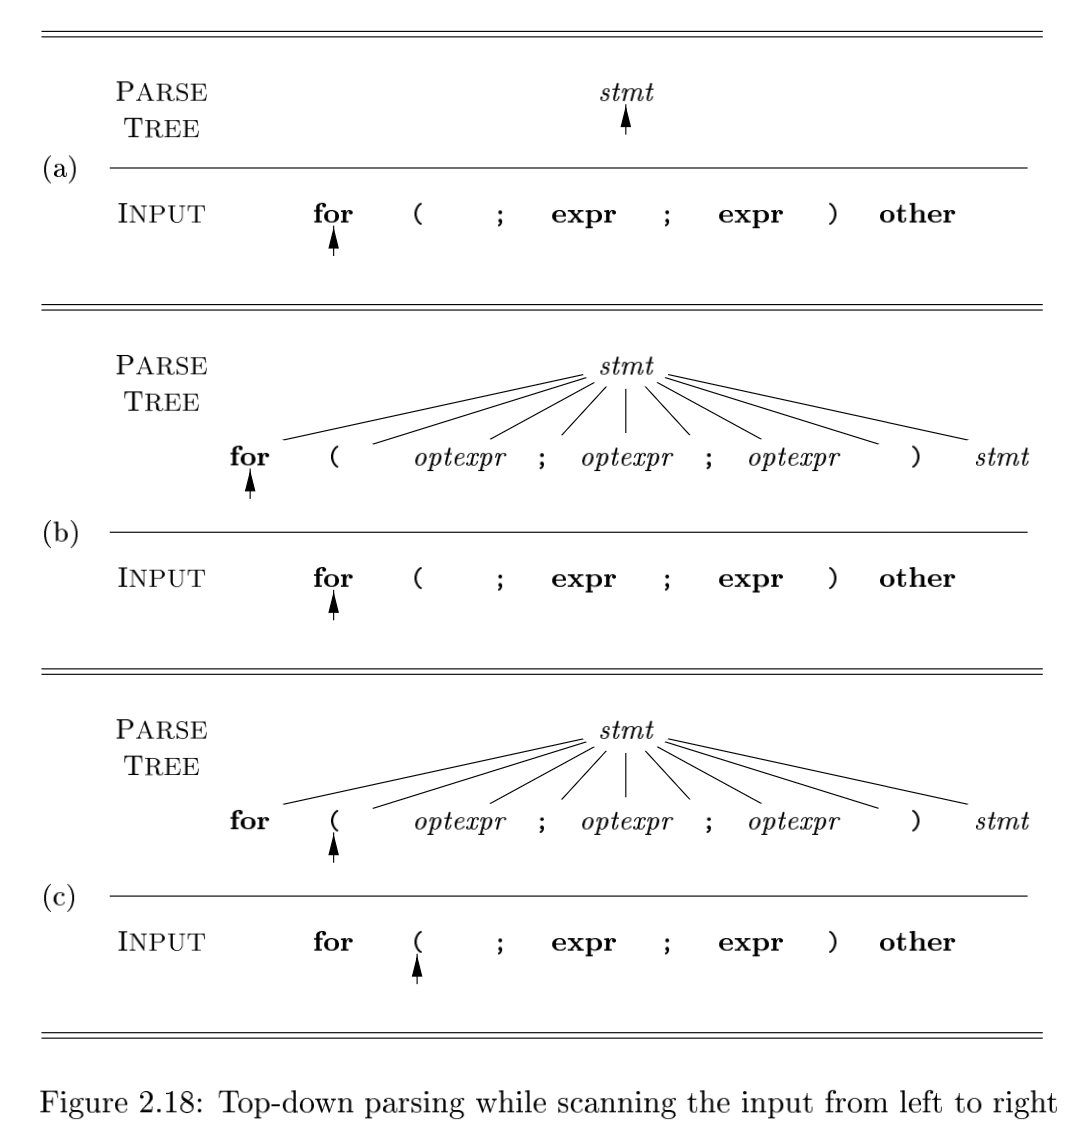 PARSE stmt
TREE
(a)
INPUT for ( ; expr ; expr ) other
PARSE stmt
TREE
for ( optexpr ; optexpr ; optexpr ) stmt
(b)
INPUT for ( ; expr ; expr ) other
PARSE stmt
TREE
for ( optexpr ; optexpr ; optexpr ) stmt
(c)
INPUT for ( ; expr ; expr ) other
Figure 2.18: Top-down parsing while scanning the input from left to right